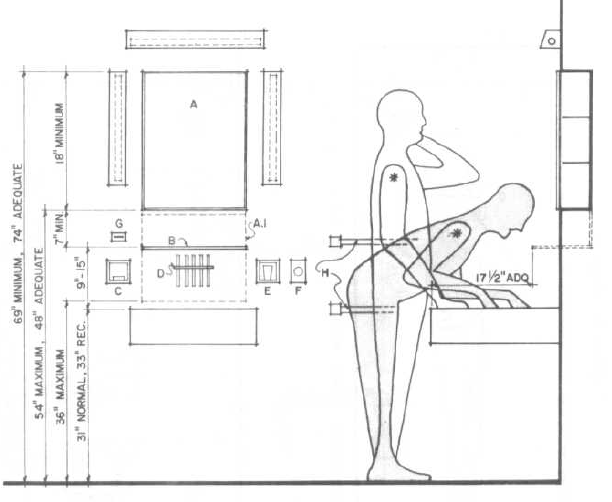 A
18" MINIMUM
69" MINIMUM, 74" ADEQUATE
G
7" MIN.
B
A.I
54" MAXIMUM, 48" ADEQUATE
9"-15"
D
C
E
F
H
17 1/2" ADQ.
36" MAXIMUM
31" NORMAL, 33" REC.